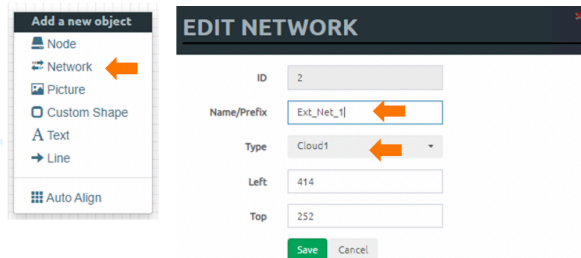 Add a new object
Node
Network
Picture
Custom Shape
A Text
Line
Auto Align
EDIT NETWORK
ID 2
Name/Prefix Ext_Net_1
Type Cloud1
Left 414
Top 252
Save Cancel